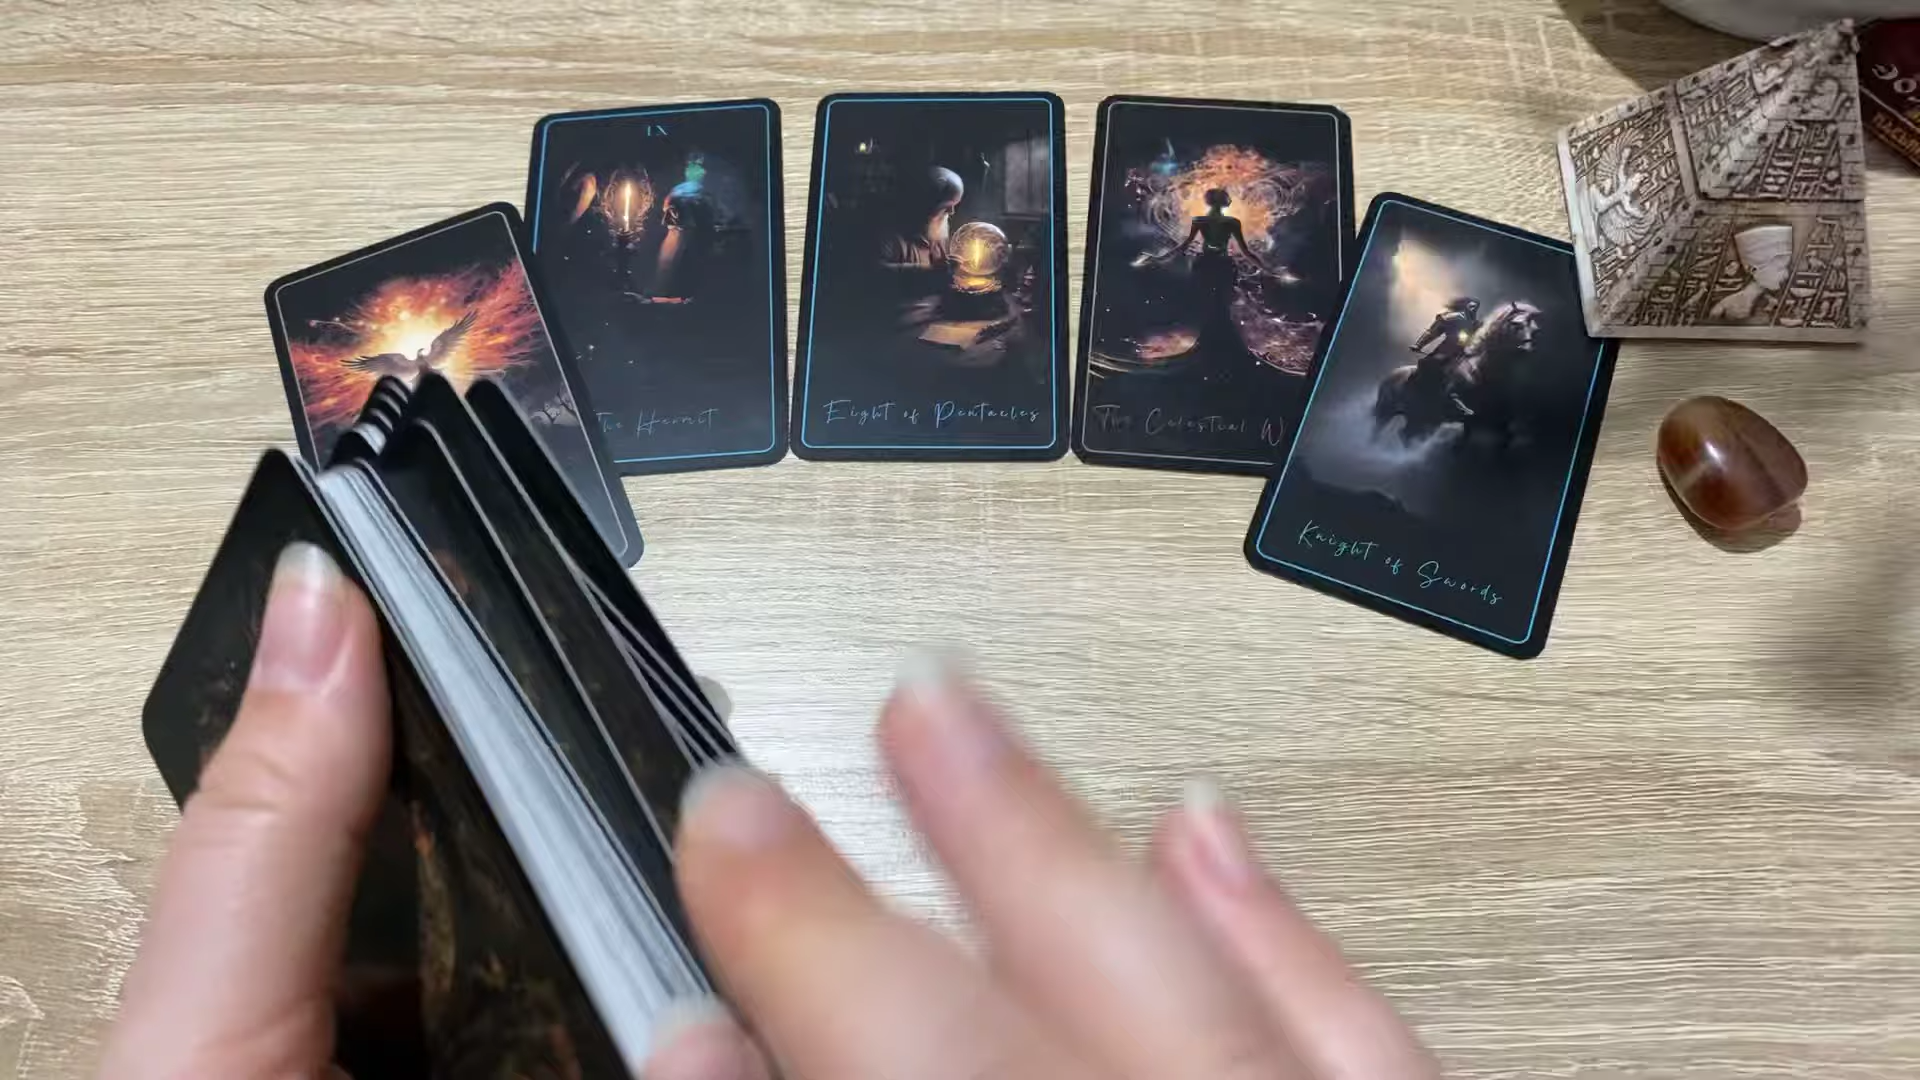 IX
The Hermit
Eight of Pentacles
The Celestial W
Knight of Swords